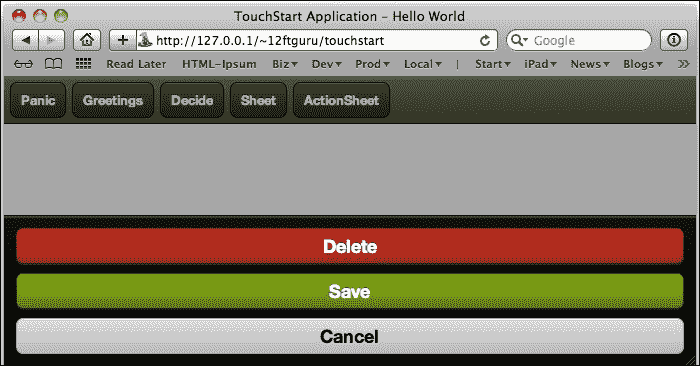 TouchStart Application – Hello World
http://127.0.0.1/~12ftguru/touchstart
Google
Read Later HTML-Ipsum Biz Dev Prod Local | Start iPad News Blogs
Panic Greetings Decide Sheet ActionSheet
Delete
Save
Cancel